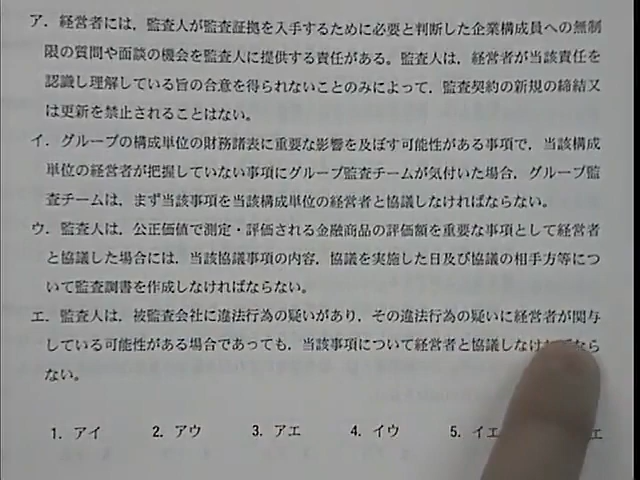 ア．経営者には，監査人が監査証拠を入手するために必要と判断した企業構成員への無制
限の質問や面談の機会を監査人に提供する責任がある。監査人は，経営者が当該責任を
認識し理解している旨の合意を得られないことのみによって，監査契約の新規の締結又
は更新を禁止されることはない。
イ．グループの構成単位の財務諸表に重要な影響を及ぼす可能性がある事項で，当該構成
単位の経営者が把握していない事項にグループ監査チームが気付いた場合，グループ監
査チームは，まず当該事項を当該構成単位の経営者と協議しなければならない。
ウ．監査人は，公正価値で測定・評価される金融商品の評価額を重要な事項として経営者
と協議した場合には，当該協議事項の内容，協議を実施した日及び協議の相手方等につ
いて監査調書を作成しなければならない。
エ．監査人は，被監査会社に違法行為の疑いがあり，その違法行為の疑いに経営者が関与
している可能性がある場合であっても，当該事項について経営者と協議しなければなら
ない。
1．アイ 2．アウ 3．アエ 4．イウ 5．イエ エ